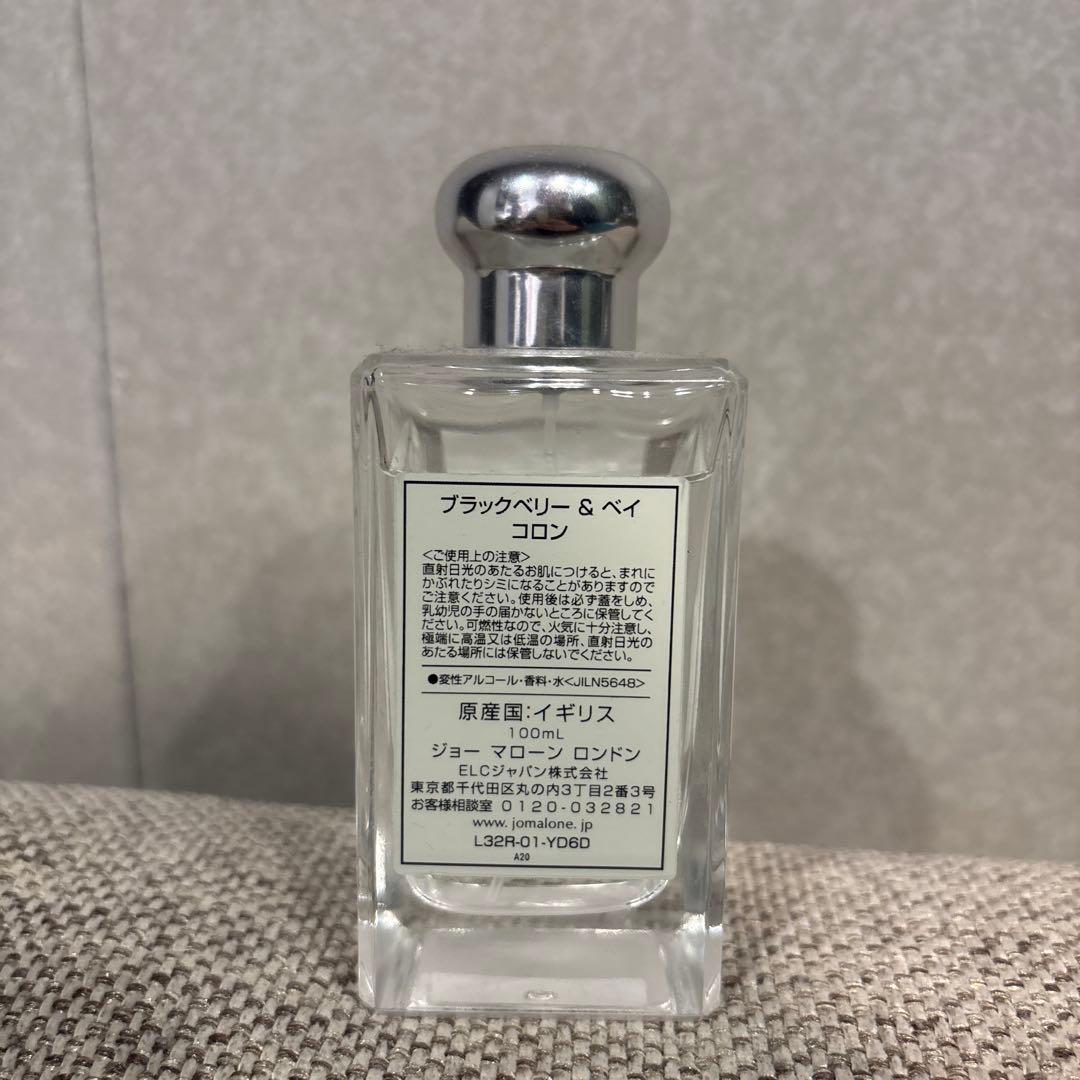 ブラックベリー & ベイ
コロン
<ご使用上の注意>
直射日光のあたるお肌につけると、まれに
かぶれたりシミになることがありますので
ご注意ください。使用後は必ず蓋をしめ、
乳幼児の手の届かないところに保管してく
ださい。可燃性なので、火気に十分注意し、
極端に高温又は低温の場所、直射日光の
あたる場所には保管しないでください。
●変性アルコール・香料・水<JILN5648>
原産国:イギリス
100mL
ジョー マローン ロンドン
ELCジャパン株式会社
東京都千代田区丸の内3丁目2番3号
お客様相談室 0120-032821
www. jomalone. jp
L32R-01-YD6D
A20